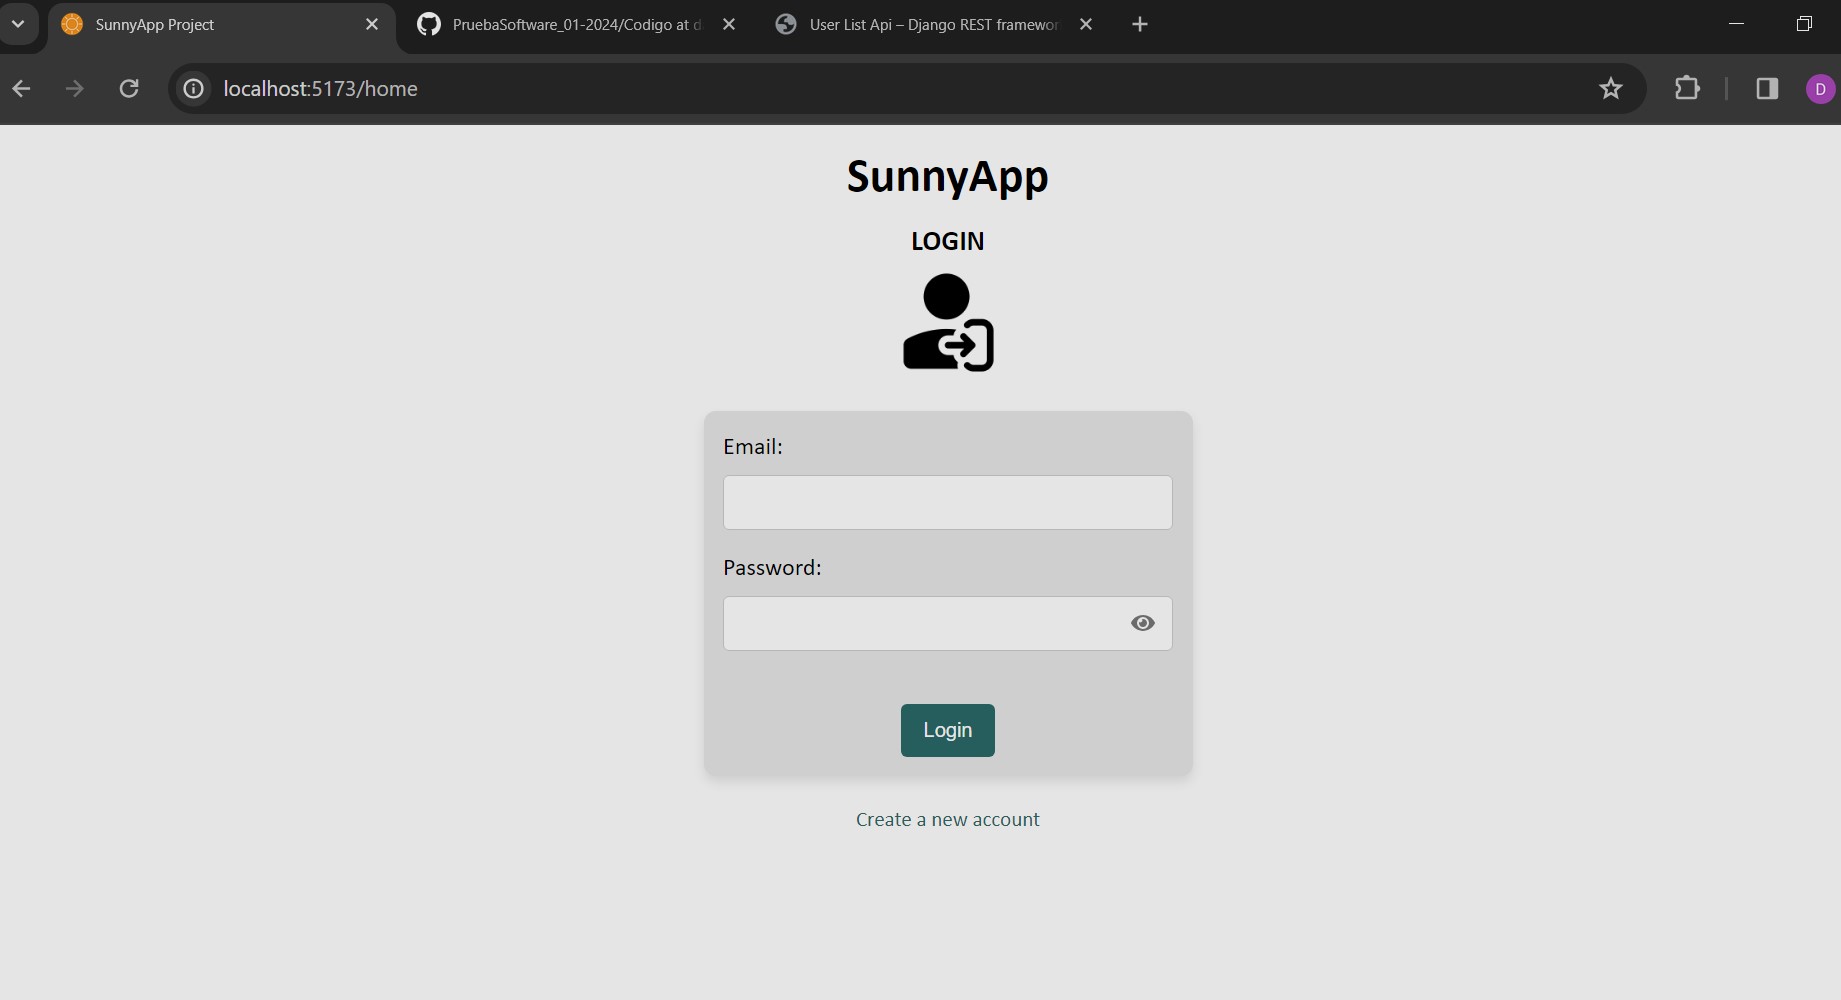 SunnyApp Project
PruebaSoftware_01-2024/Codigo at d
User List Api – Django REST framewor
localhost:5173/home
D
SunnyApp
LOGIN
Email:
Password:
Login
Create a new account